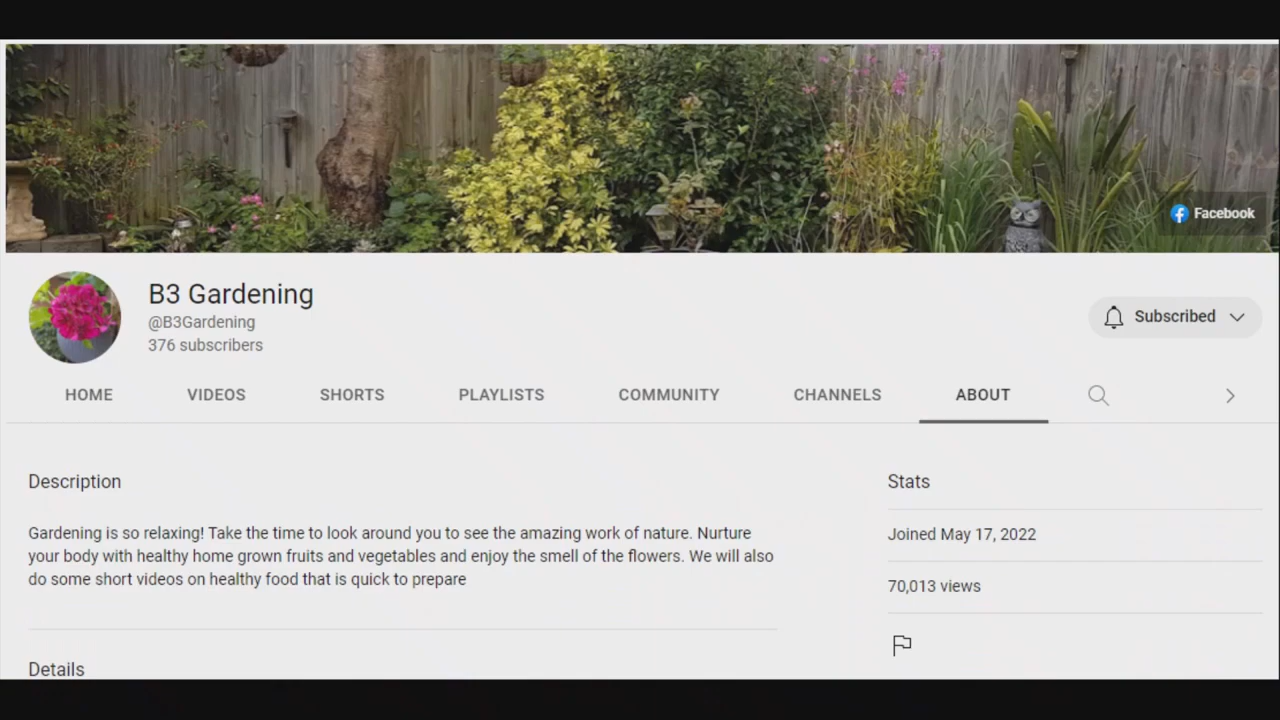 Facebook
B3 Gardening
@B3Gardening
376 subscribers
Subscribed
HOME VIDEOS SHORTS PLAYLISTS COMMUNITY CHANNELS ABOUT
Description
Gardening is so relaxing! Take the time to look around you to see the amazing work of nature. Nurture
your body with healthy home grown fruits and vegetables and enjoy the smell of the flowers. We will also
do some short videos on healthy food that is quick to prepare
Details
Stats
Joined May 17, 2022
70,013 views